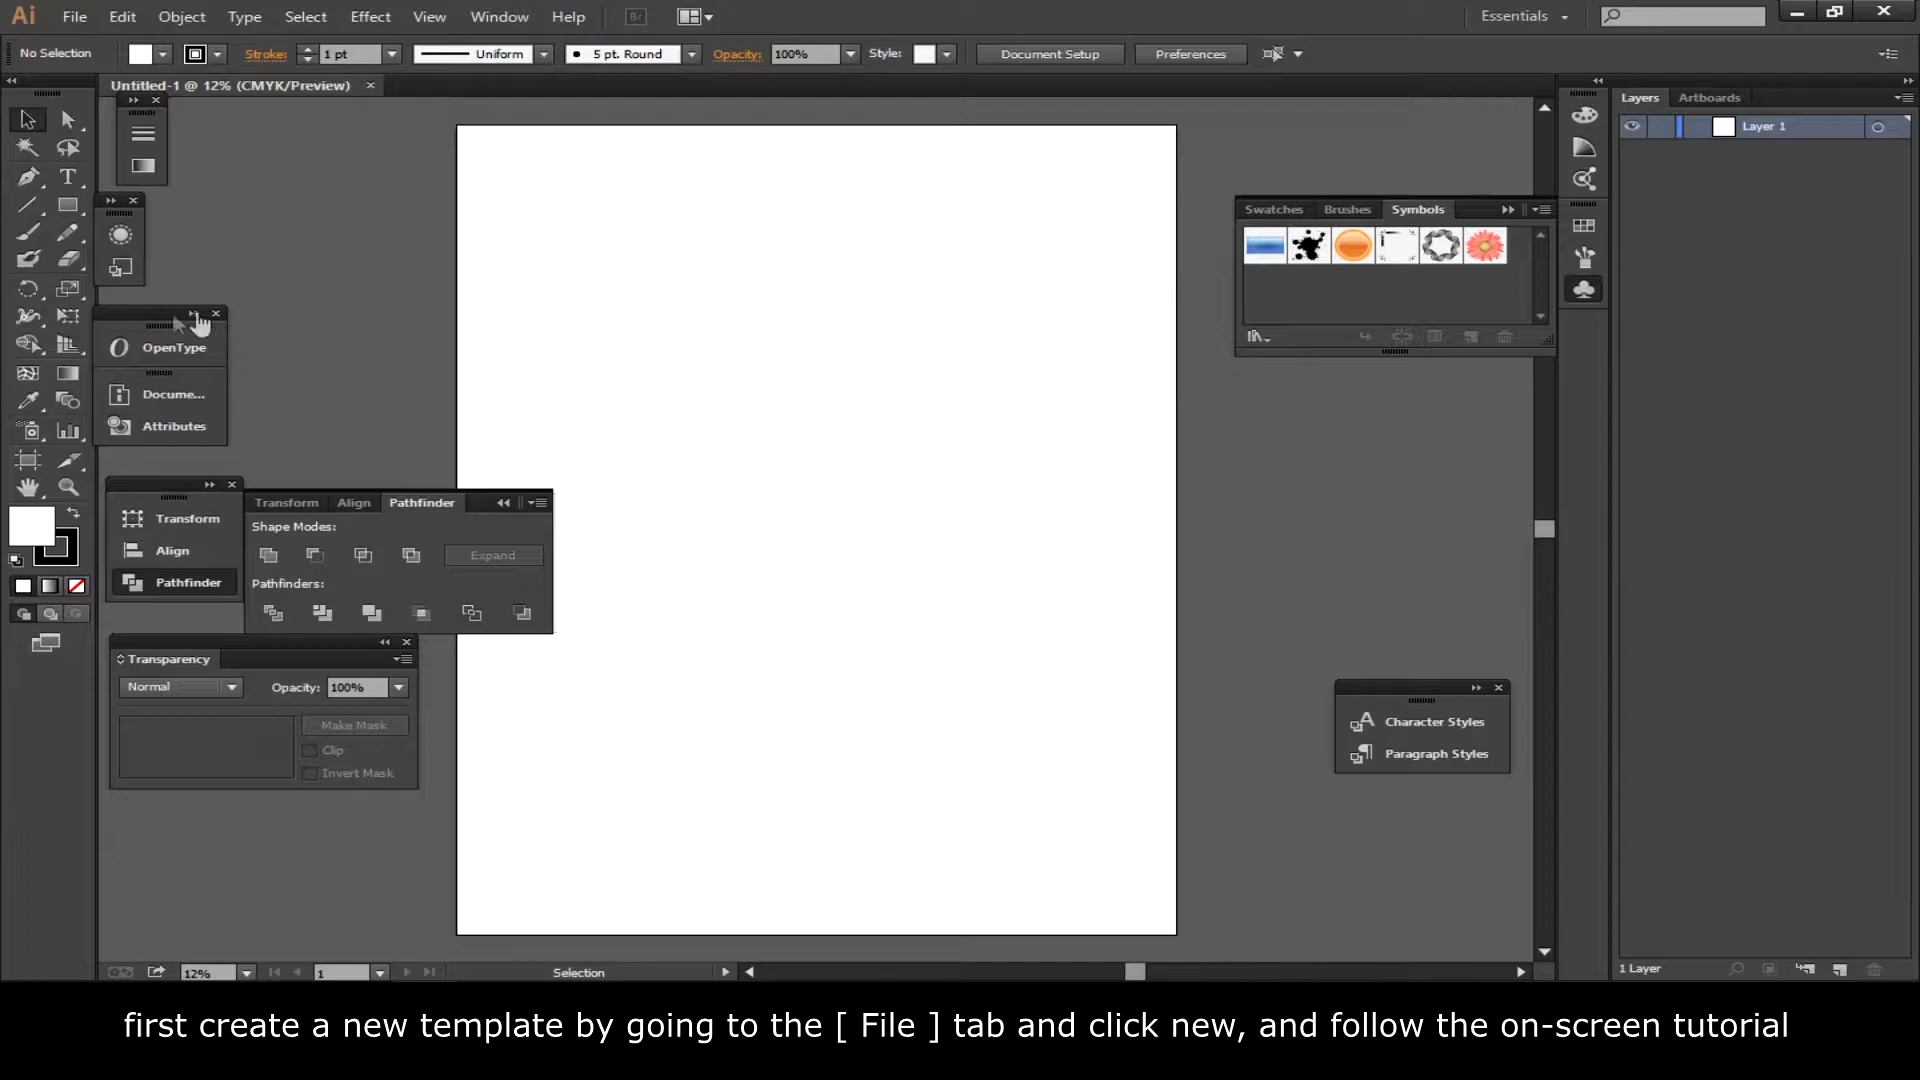 Ai File Edit Object Type Select Effect View Window Help Br Essentials
No Selection Stroke: 1 pt Uniform 5 pt. Round Opacity: 100% Style: Document Setup Preferences
Untitled-1 @ 12% (CMYK/Preview)
Layers Artboards
Layer 1
Swatches Brushes Symbols
OpenType
Docume...
Attributes
Transform
Align
Pathfinder
Transform Align Pathfinder
Shape Modes:
Expand
Pathfinders:
Transparency
Normal Opacity: 100%
Make Mask
Clip
Invert Mask
Character Styles
Paragraph Styles
12% 1 Selection
1 Layer
first create a new template by going to the [ File ] tab and click new, and follow the on-screen tutorial